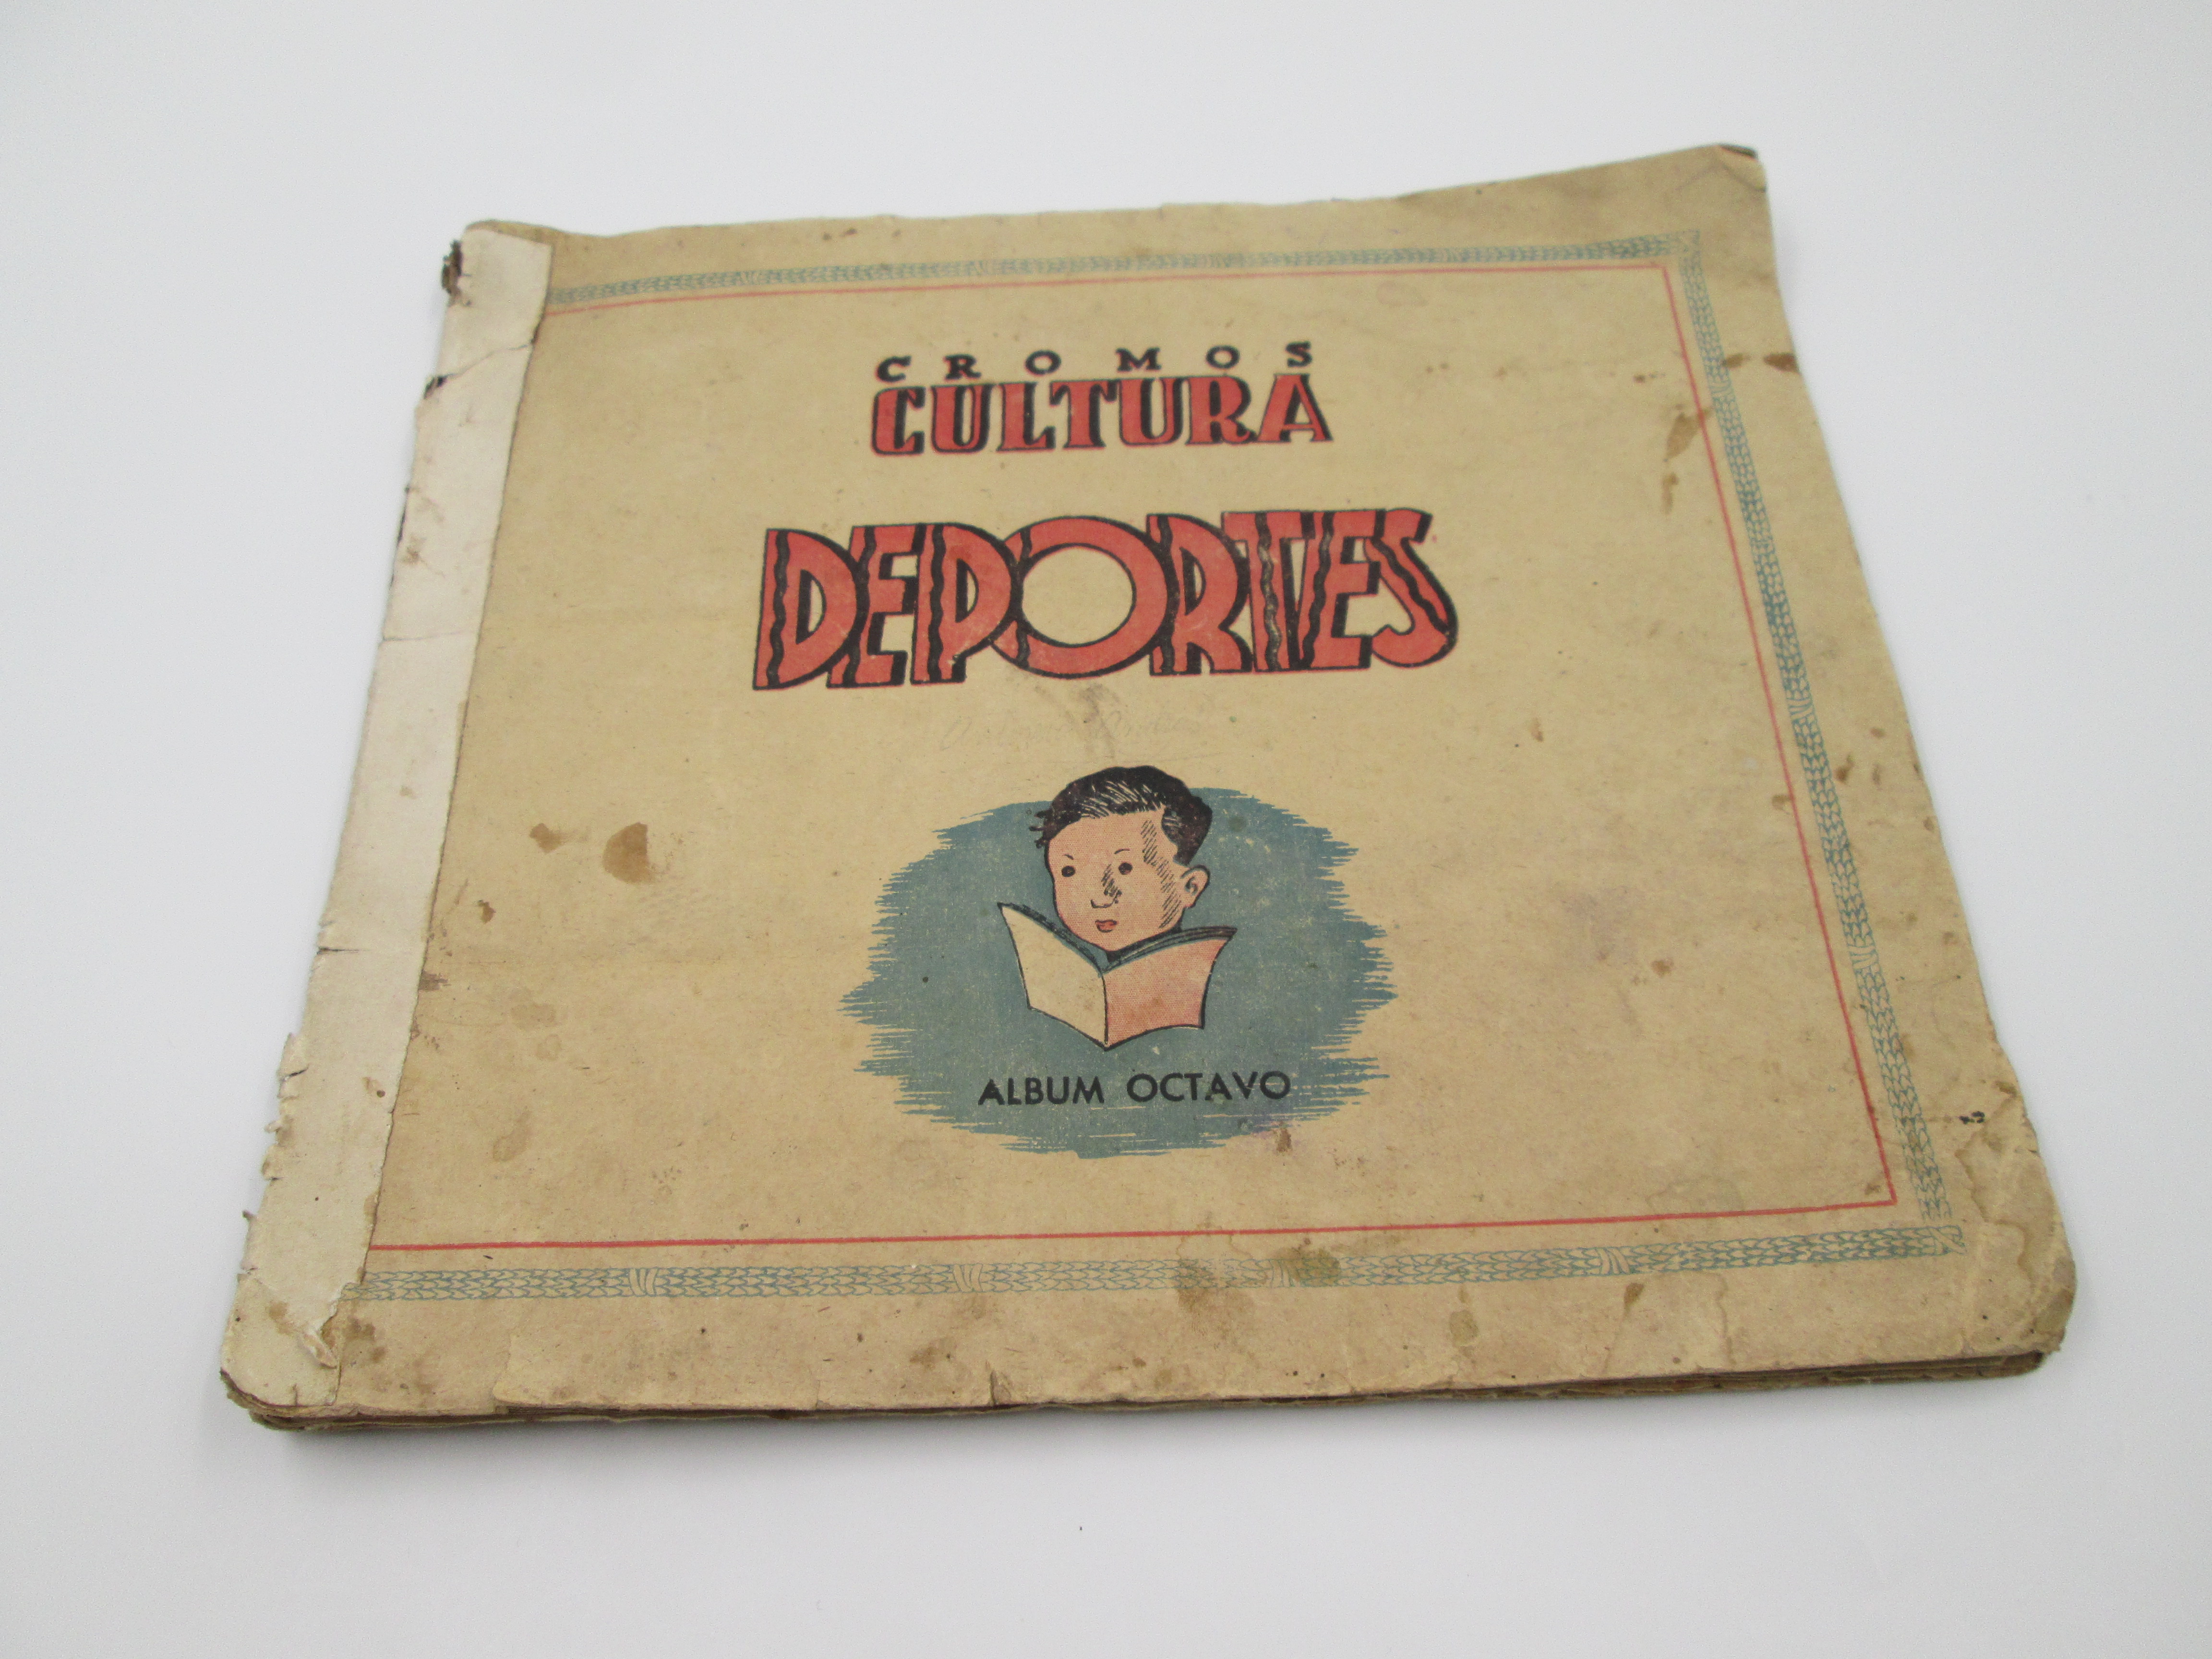 CROMOS
CULTURA
DEPORTES
ALBUM OCTAVO